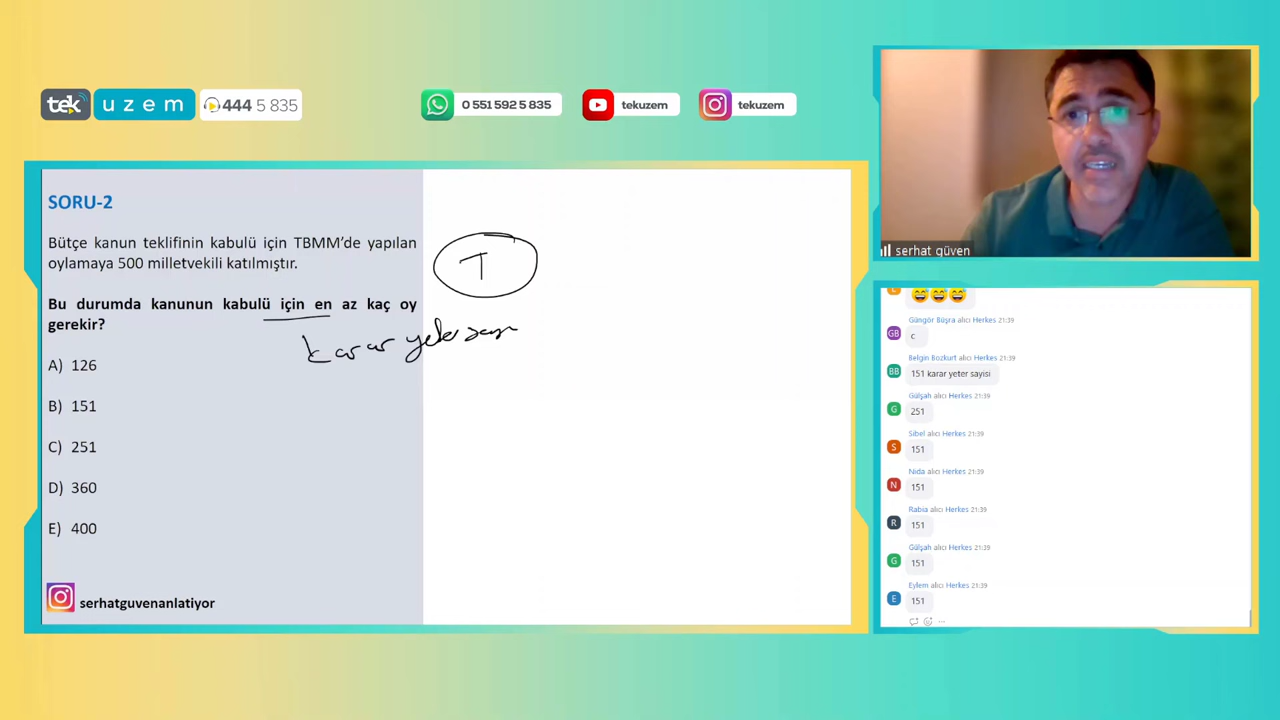 tek uzem 444 5 835
0 551 592 5 835
tekuzem
tekuzem
serhat güven
SORU-2
Bütçe kanun teklifinin kabulü için TBMM'de yapılan
oylamaya 500 milletvekili katılmıştır.
Bu durumda kanunun kabulü için en az kaç oy
gerekir?
A) 126
B) 151
C) 251
D) 360
E) 400
serhatguvenanlatiyor
T
karar yeter sayı
E
Güngör Büşra alıcı Herkes 21:39
GB c
Belgin Bozkurt alıcı Herkes 21:39
BB 151 karar yeter sayisi
Gülşah alıcı Herkes 21:39
G 251
Sibel alıcı Herkes 21:39
S 151
Nida alıcı Herkes 21:39
N 151
Rabia alıcı Herkes 21:39
R 151
Gülşah alıcı Herkes 21:39
G 151
Eylem alıcı Herkes 21:39
E 151